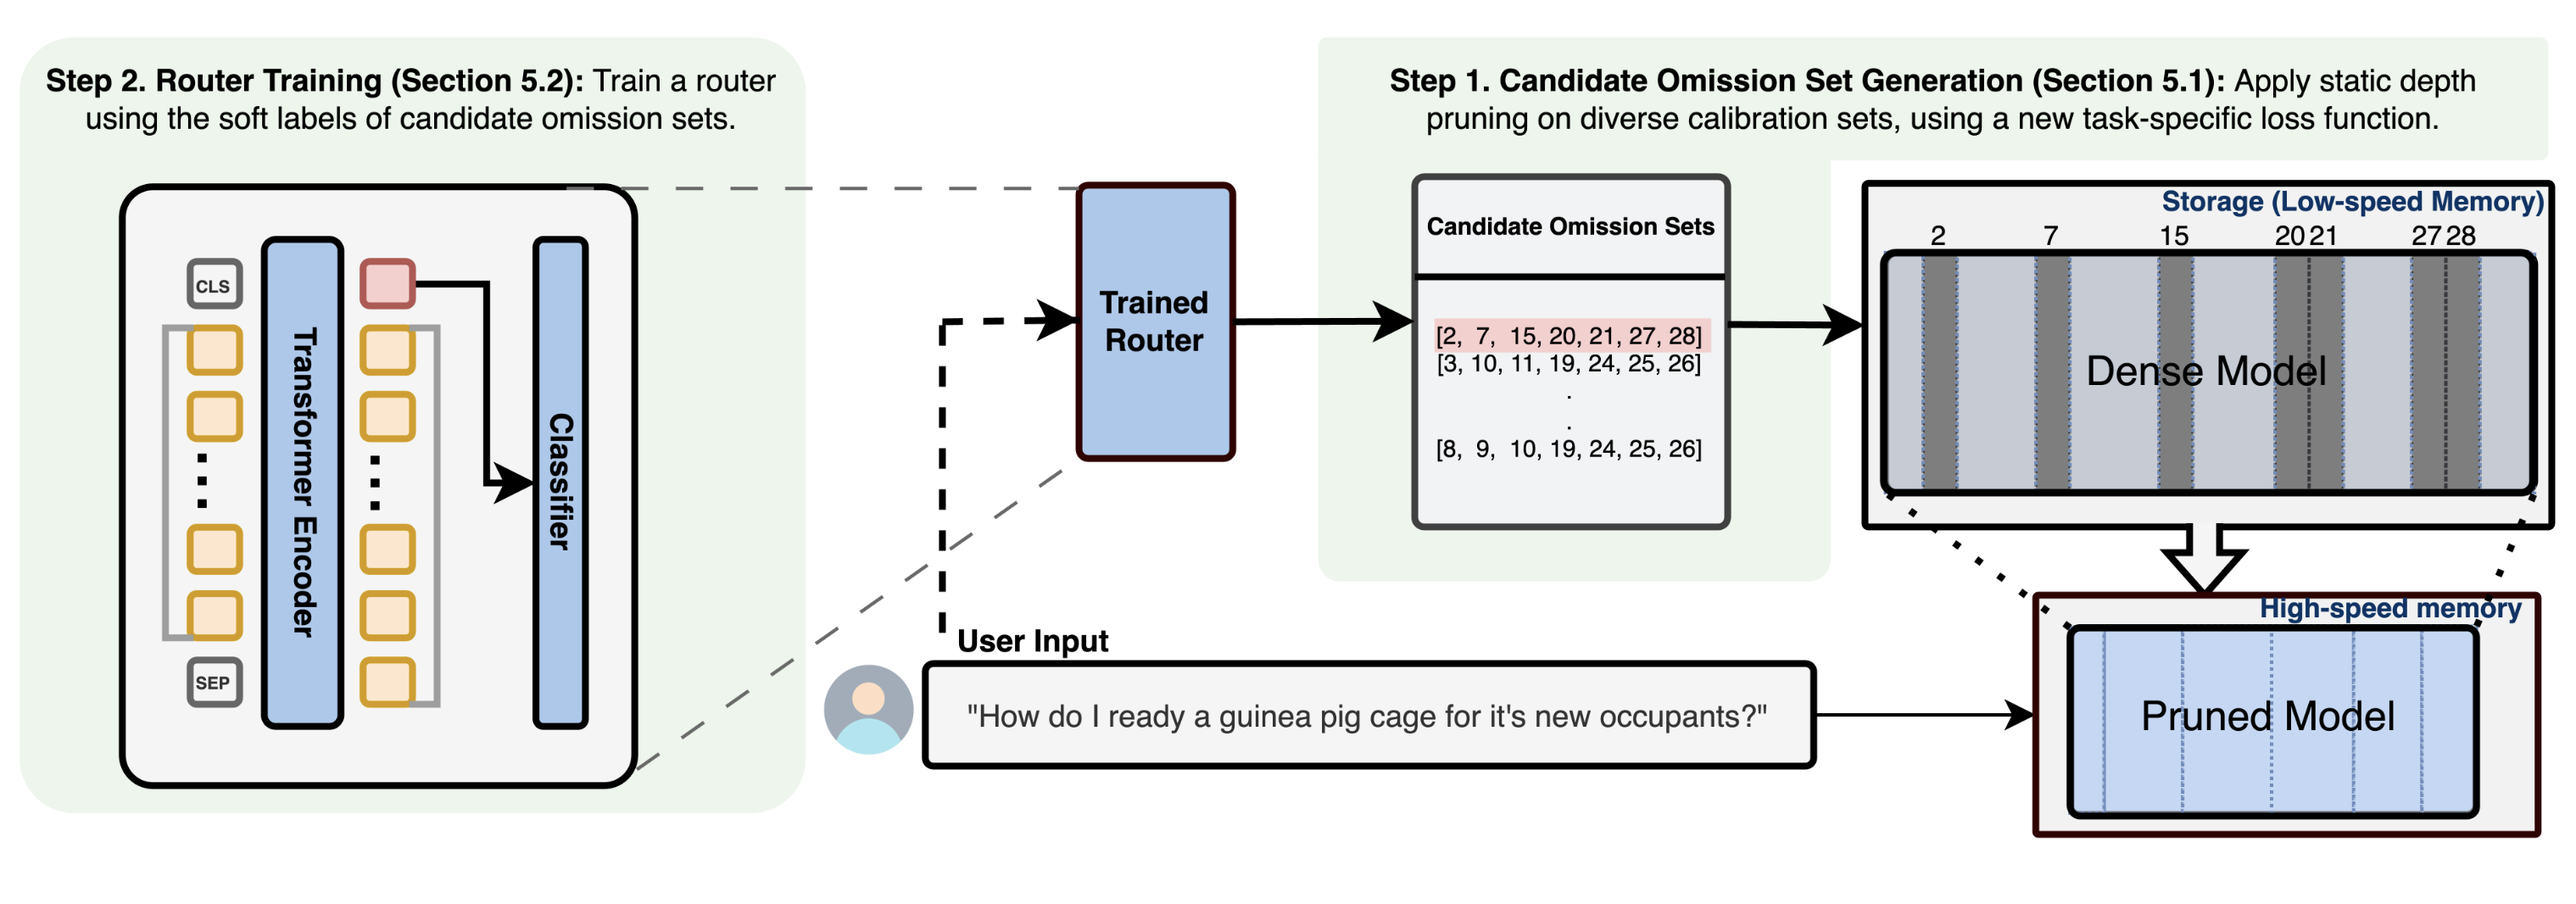 Step 2. Router Training (Section 5.2): Train a router
using the soft labels of candidate omission sets.
CLS
SEP
Transformer Encoder
Classifier
Trained
Router
Step 1. Candidate Omission Set Generation (Section 5.1): Apply static depth
pruning on diverse calibration sets, using a new task-specific loss function.
Candidate Omission Sets
[2, 7, 15, 20, 21, 27, 28]
[3, 10, 11, 19, 24, 25, 26]
.
.
[8, 9, 10, 19, 24, 25, 26]
Storage (Low-speed Memory)
2 7 15 20 21 27 28
Dense Model
High-speed memory
Pruned Model
User Input
"How do I ready a guinea pig cage for it's new occupants?"